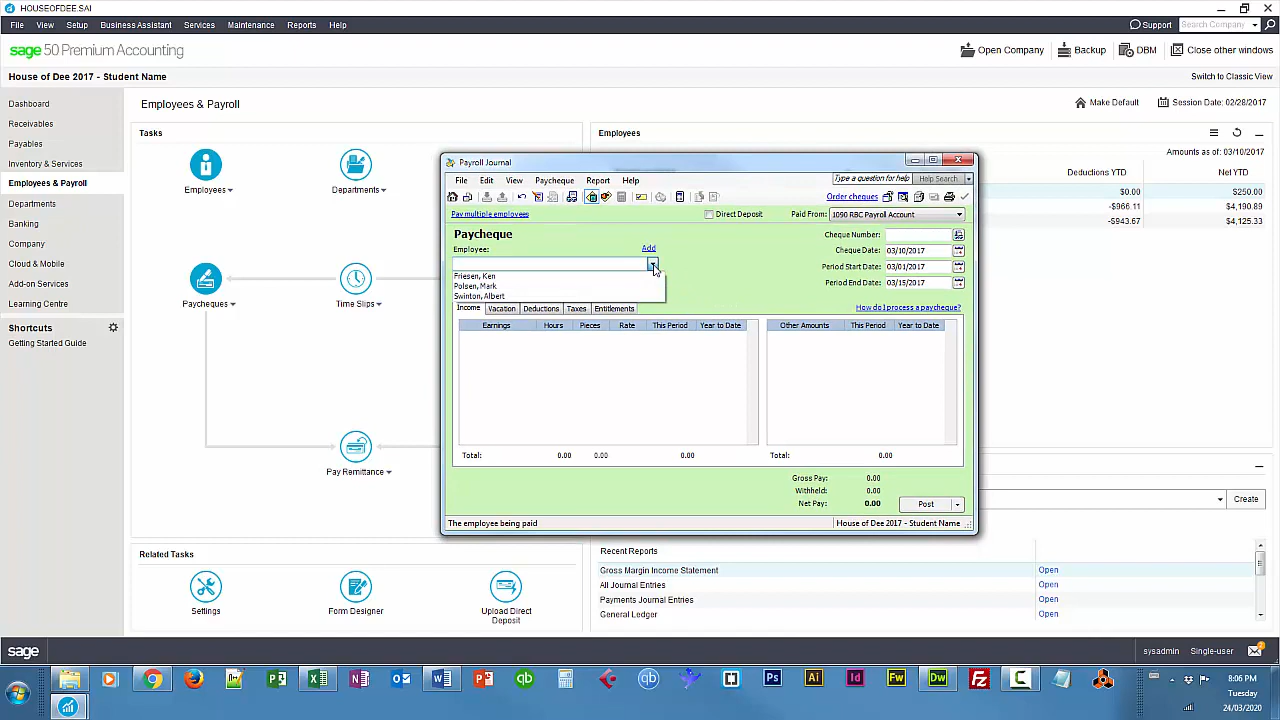 HOUSEOFDEE.SAI
File View Setup Business Assistant Services Maintenance Reports Help
Support Search Company
sage 50 Premium Accounting
Open Company Backup DBM Close other windows
House of Dee 2017 - Student Name
Switch to Classic View
Dashboard
Receivables
Payables
Inventory & Services
Employees & Payroll
Departments
Banking
Company
Cloud & Mobile
Add-on Services
Learning Centre
Shortcuts
Getting Started Guide
Employees & Payroll
Make Default Session Date: 02/28/2017
Tasks
Employees
Departments
Paycheques
Time Slips
Pay Remittance
Related Tasks
Settings
Form Designer
Upload Direct
Deposit
Employees
Amounts as of: 03/10/2017
Deductions YTD Net YTD
$0.00 $250.00
-$966.11 $4,190.89
-$943.67 $4,125.33
Create
Recent Reports
Gross Margin Income Statement Open
All Journal Entries Open
Payments Journal Entries Open
General Ledger Open
Payroll Journal
File Edit View Paycheque Report Help
Type a question for help Help Search
Order cheques
Pay multiple employees
Direct Deposit Paid From: 1090 RBC Payroll Account
Paycheque
Employee: Add
Friesen, Ken
Polsen, Mark
Swinton, Albert
Cheque Number:
Cheque Date: 03/10/2017
Period Start Date: 03/01/2017
Period End Date: 03/15/2017
Income Vacation Deductions Taxes Entitlements
How do I process a paycheque?
Earnings Hours Pieces Rate This Period Year to Date
Other Amounts This Period Year to Date
Total: 0.00 0.00 0.00
Total: 0.00
Gross Pay: 0.00
Withheld: 0.00
Net Pay: 0.00
Post
The employee being paid
House of Dee 2017 - Student Name
sage
sysadmin Single-user
8:06 PM
Tuesday
24/03/2020